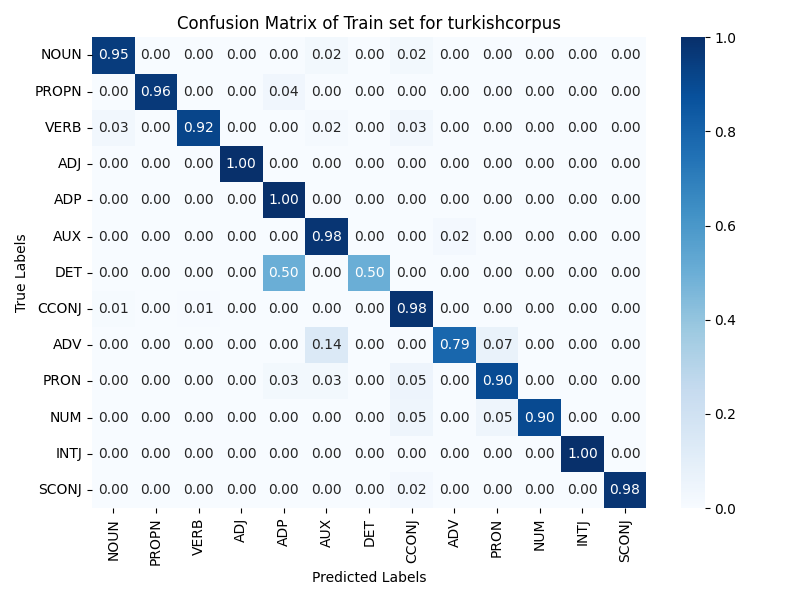 Confusion Matrix of Train set for turkishcorpus
NOUN 0.95 0.00 0.00 0.00 0.00 0.02 0.00 0.02 0.00 0.00 0.00 0.00 0.00 1.0
PROPN 0.00 0.96 0.00 0.00 0.04 0.00 0.00 0.00 0.00 0.00 0.00 0.00 0.00
VERB 0.03 0.00 0.92 0.00 0.00 0.02 0.00 0.03 0.00 0.00 0.00 0.00 0.00 0.8
ADJ 0.00 0.00 0.00 1.00 0.00 0.00 0.00 0.00 0.00 0.00 0.00 0.00 0.00
ADP 0.00 0.00 0.00 0.00 1.00 0.00 0.00 0.00 0.00 0.00 0.00 0.00 0.00
AUX 0.00 0.00 0.00 0.00 0.00 0.98 0.00 0.00 0.02 0.00 0.00 0.00 0.00 0.6
DET 0.00 0.00 0.00 0.00 0.50 0.00 0.50 0.00 0.00 0.00 0.00 0.00 0.00
CCONJ 0.01 0.00 0.01 0.00 0.00 0.00 0.00 0.98 0.00 0.00 0.00 0.00 0.00 0.4
ADV 0.00 0.00 0.00 0.00 0.00 0.14 0.00 0.00 0.79 0.07 0.00 0.00 0.00
PRON 0.00 0.00 0.00 0.00 0.03 0.03 0.00 0.05 0.00 0.90 0.00 0.00 0.00
NUM 0.00 0.00 0.00 0.00 0.00 0.00 0.00 0.05 0.00 0.05 0.90 0.00 0.00 0.2
INTJ 0.00 0.00 0.00 0.00 0.00 0.00 0.00 0.00 0.00 0.00 0.00 1.00 0.00
SCONJ 0.00 0.00 0.00 0.00 0.00 0.00 0.00 0.02 0.00 0.00 0.00 0.00 0.98 0.0
True Labels
NOUN PROPN VERB ADJ ADP AUX DET CCONJ ADV PRON NUM INTJ SCONJ
Predicted Labels